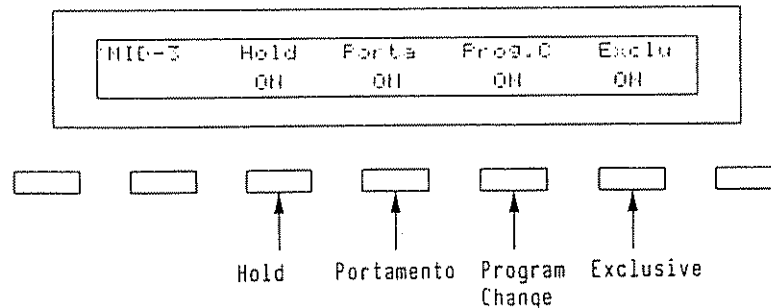 MID-3 Hold Porta Prog.C Exclu
ON ON ON ON
Hold Portamento Program Exclusive
Change